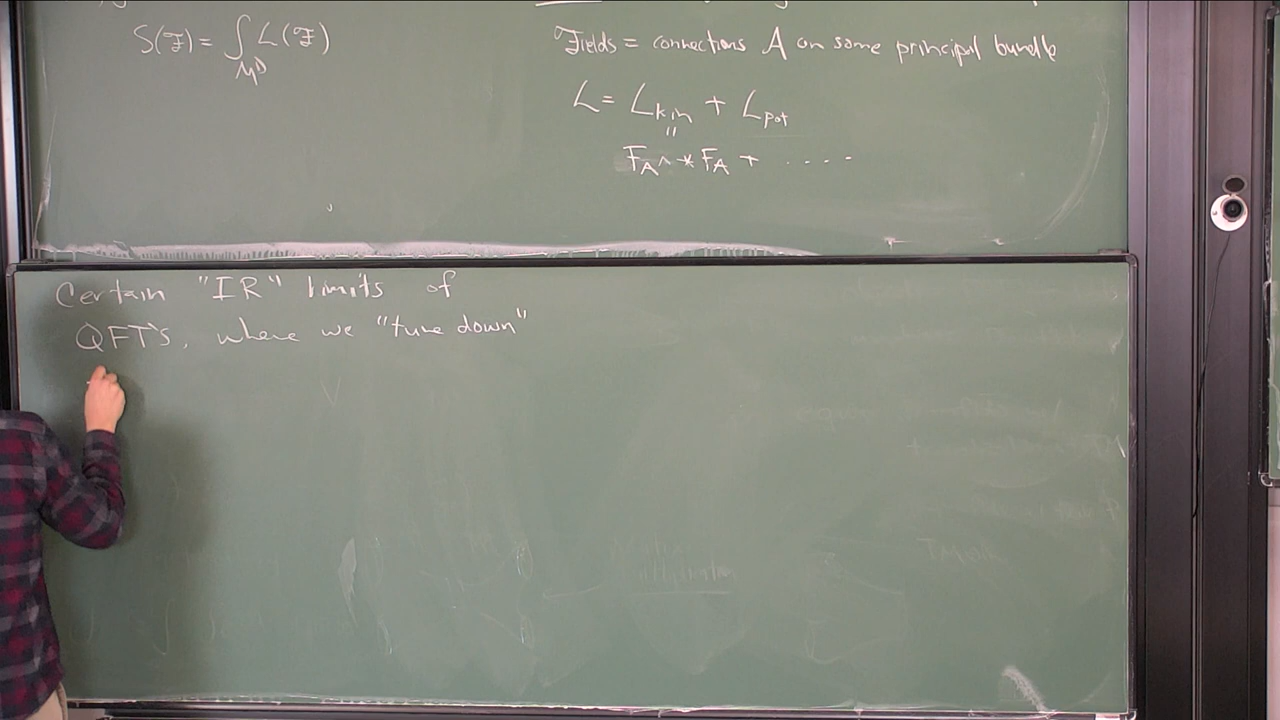 S(F) = ∫_{M^D} L(F)
Fields = connections A on some principal bundle
L = L_kin + L_pot
"
F_A ∧ * F_A + .....
Certain "IR" limits of
QFT's, where we "tune down"